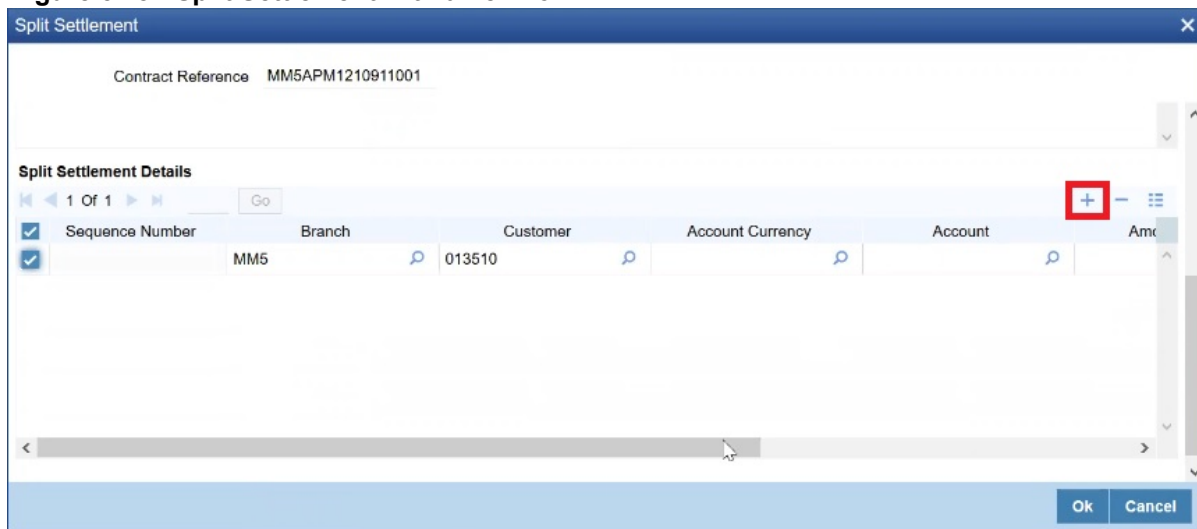 Split Settlement
Contract Reference MM5APM1210911001
Split Settlement Details
1 Of 1 Go
Sequence Number Branch Customer Account Currency Account Amo
MM5 013510
Ok Cancel